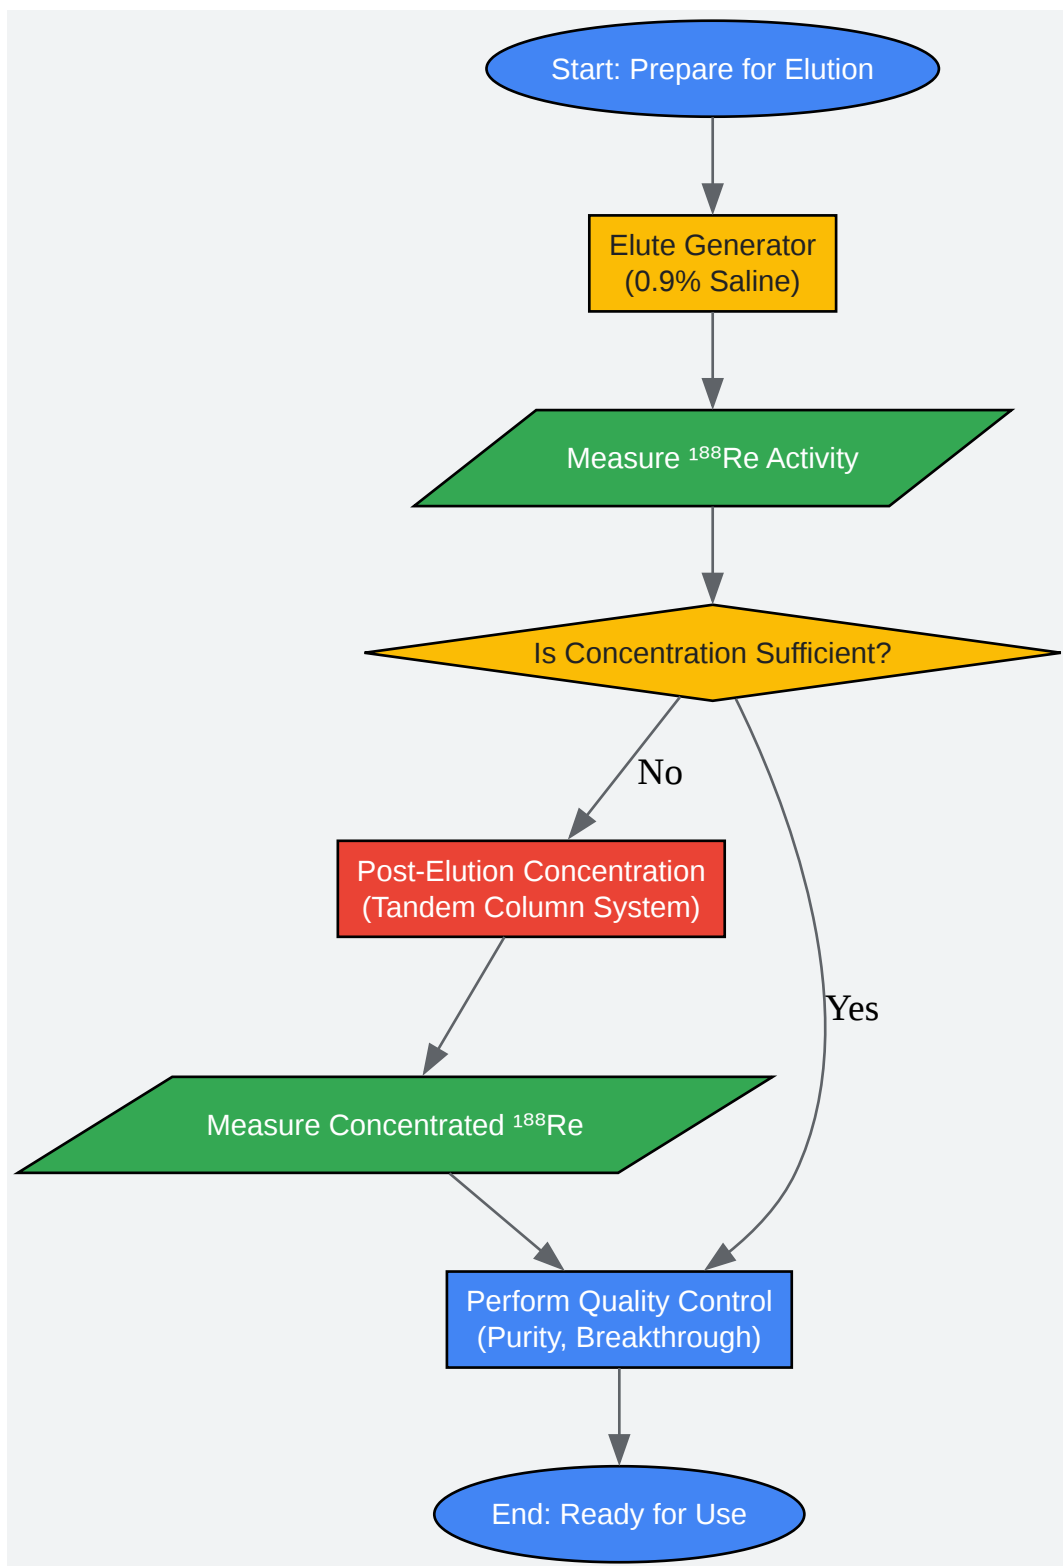 Start: Prepare for Elution
Elute Generator
(0.9% Saline)
Measure ¹⁸⁸Re Activity
Is Concentration Sufficient?
No
Post-Elution Concentration
(Tandem Column System)
Yes
Measure Concentrated ¹⁸⁸Re
Perform Quality Control
(Purity, Breakthrough)
End: Ready for Use